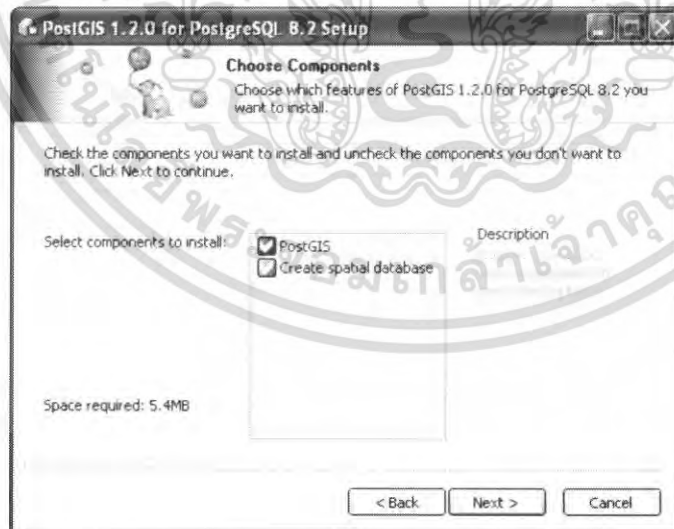 PostGIS 1.2.0 for PostgreSQL 8.2 Setup
Choose Components
Choose which features of PostGIS 1.2.0 for PostgreSQL 8.2 you
want to install.
Check the components you want to install and uncheck the components you don't want to
install. Click Next to continue.
Select components to install:
PostGIS
Create spatial database
Description
Space required: 5.4MB
< Back
Next >
Cancel